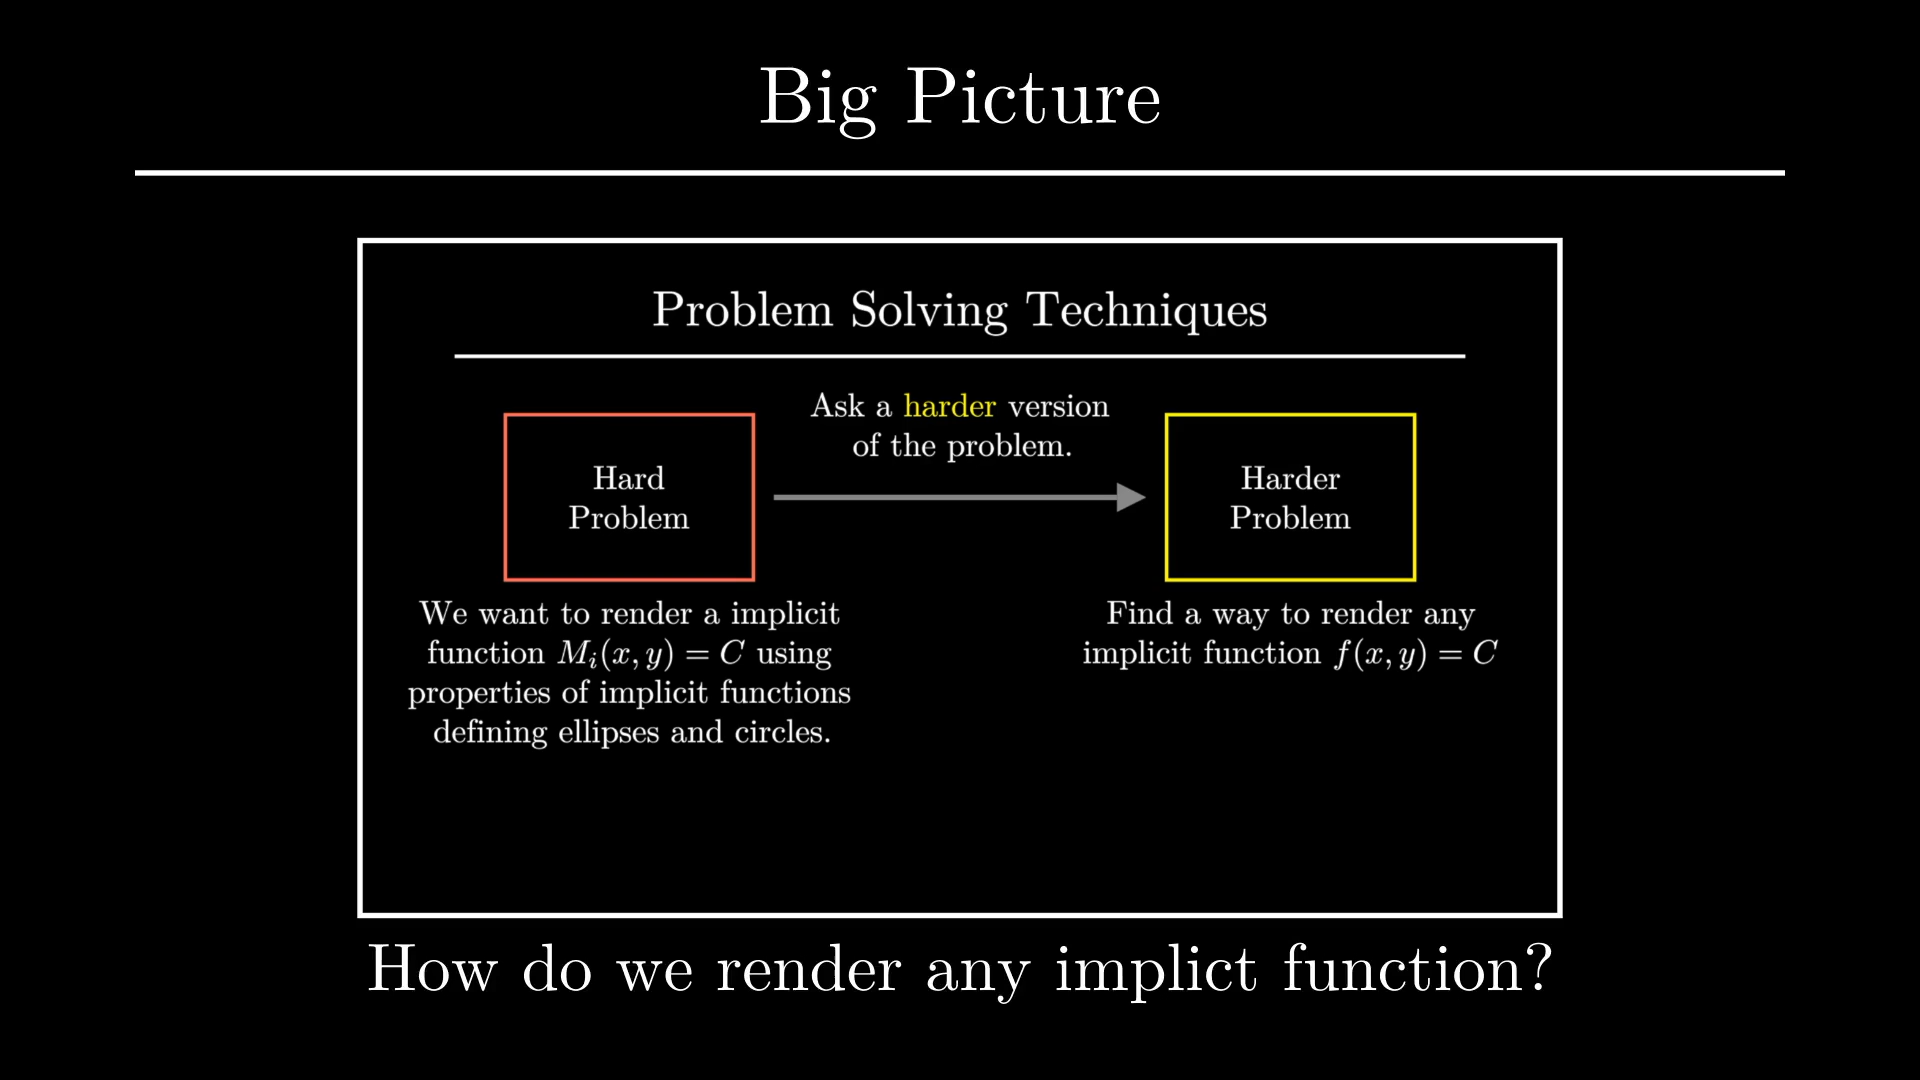 Big Picture
Problem Solving Techniques
Ask a harder version
of the problem.
Hard
Problem
Harder
Problem
We want to render a implicit
function $M_i(x, y) = C$ using
properties of implicit functions
defining ellipses and circles.
Find a way to render any
implicit function $f(x, y) = C$
How do we render any implict function?